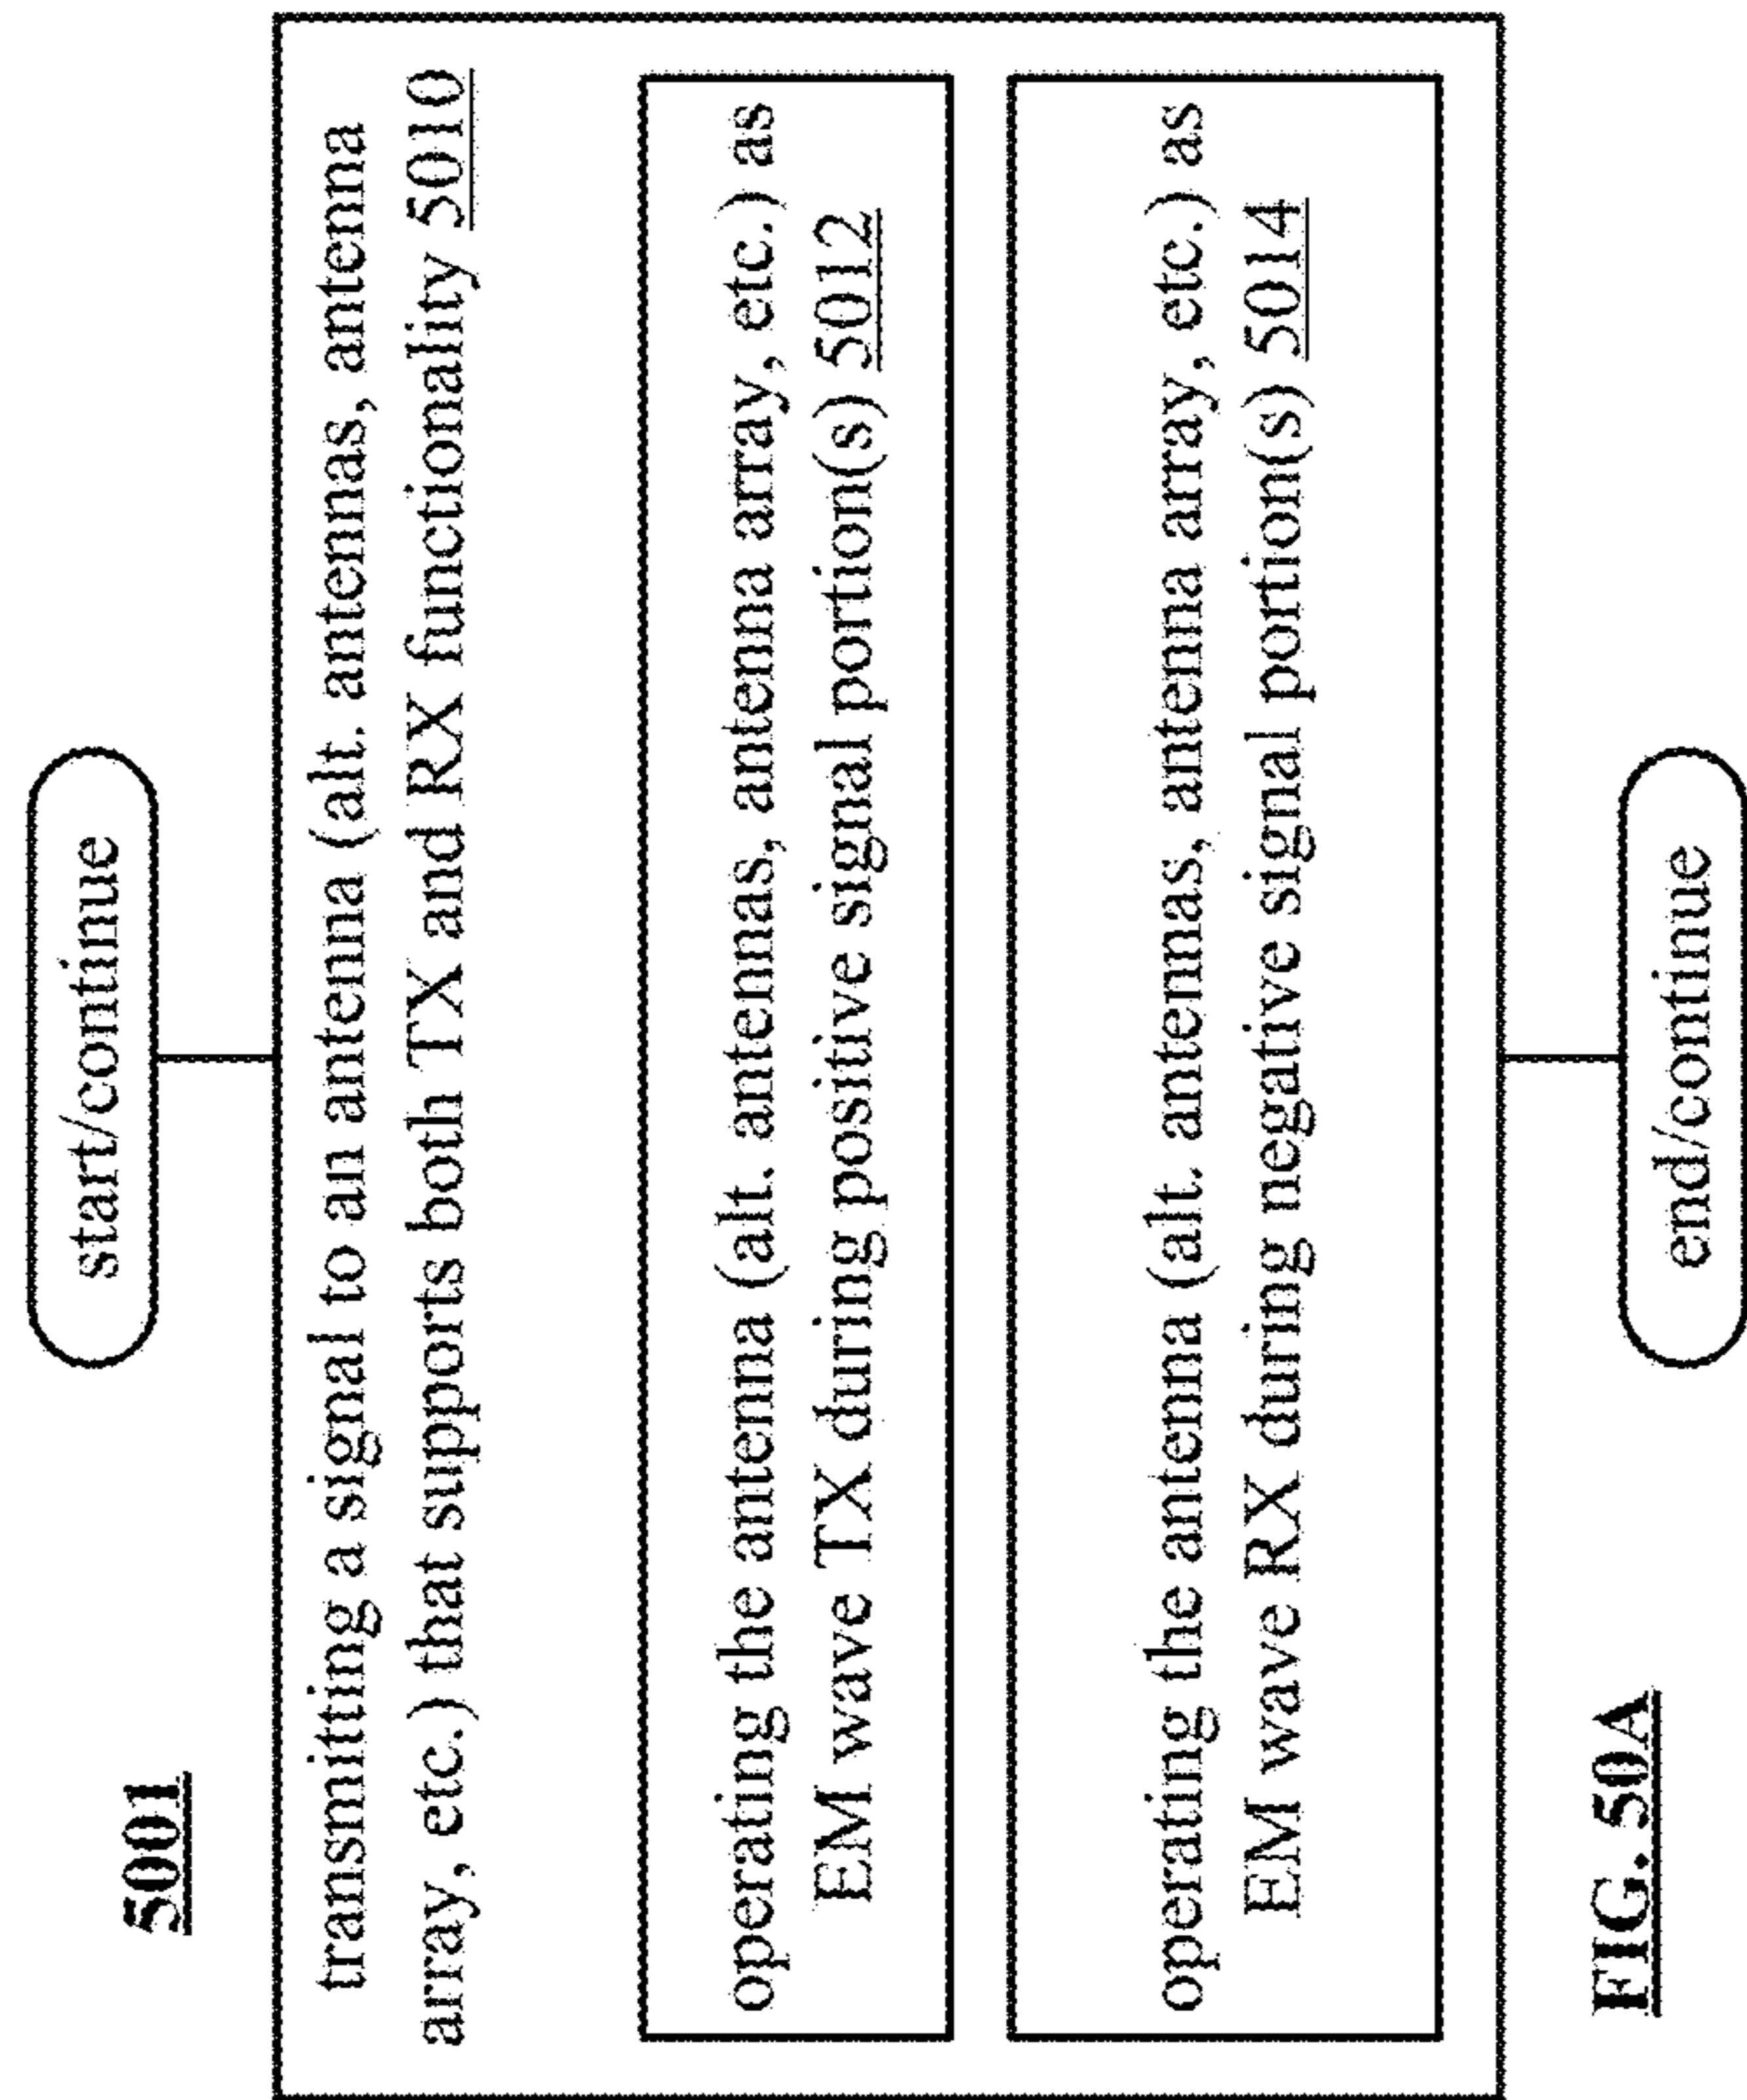 5001
start/continue
transmitting a signal to an antenna (alt. antennas, antenna
array, etc.) that supports both TX and RX functionality 5010
operating the antenna (alt. antennas, antenna array, etc.) as
EM wave TX during positive signal portion(s) 5012
operating the antenna (alt. antennas, antenna array, etc.) as
EM wave RX during negative signal portion(s) 5014
end/continue
FIG. 50A